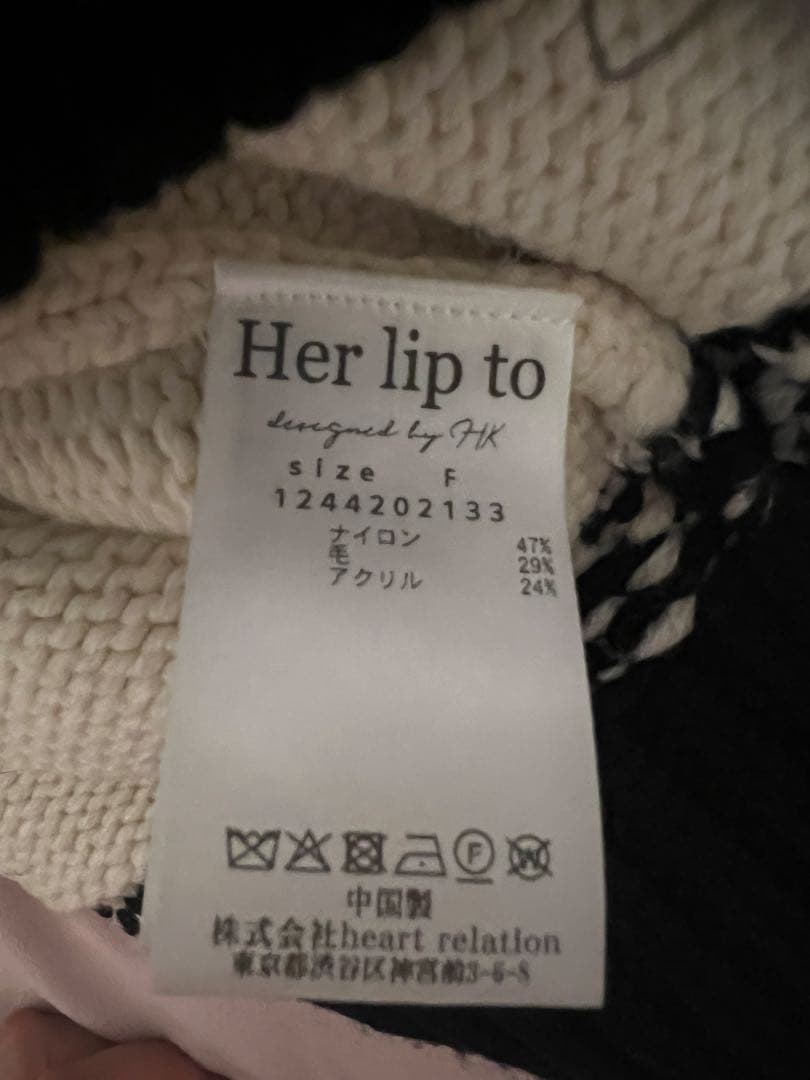 Her lip to
designed by HK
size F
1244202133
ナイロン 47%
毛 29%
アクリル 24%
F
W
中国製
株式会社heart relation
東京都渋谷区神宮前3-6-8